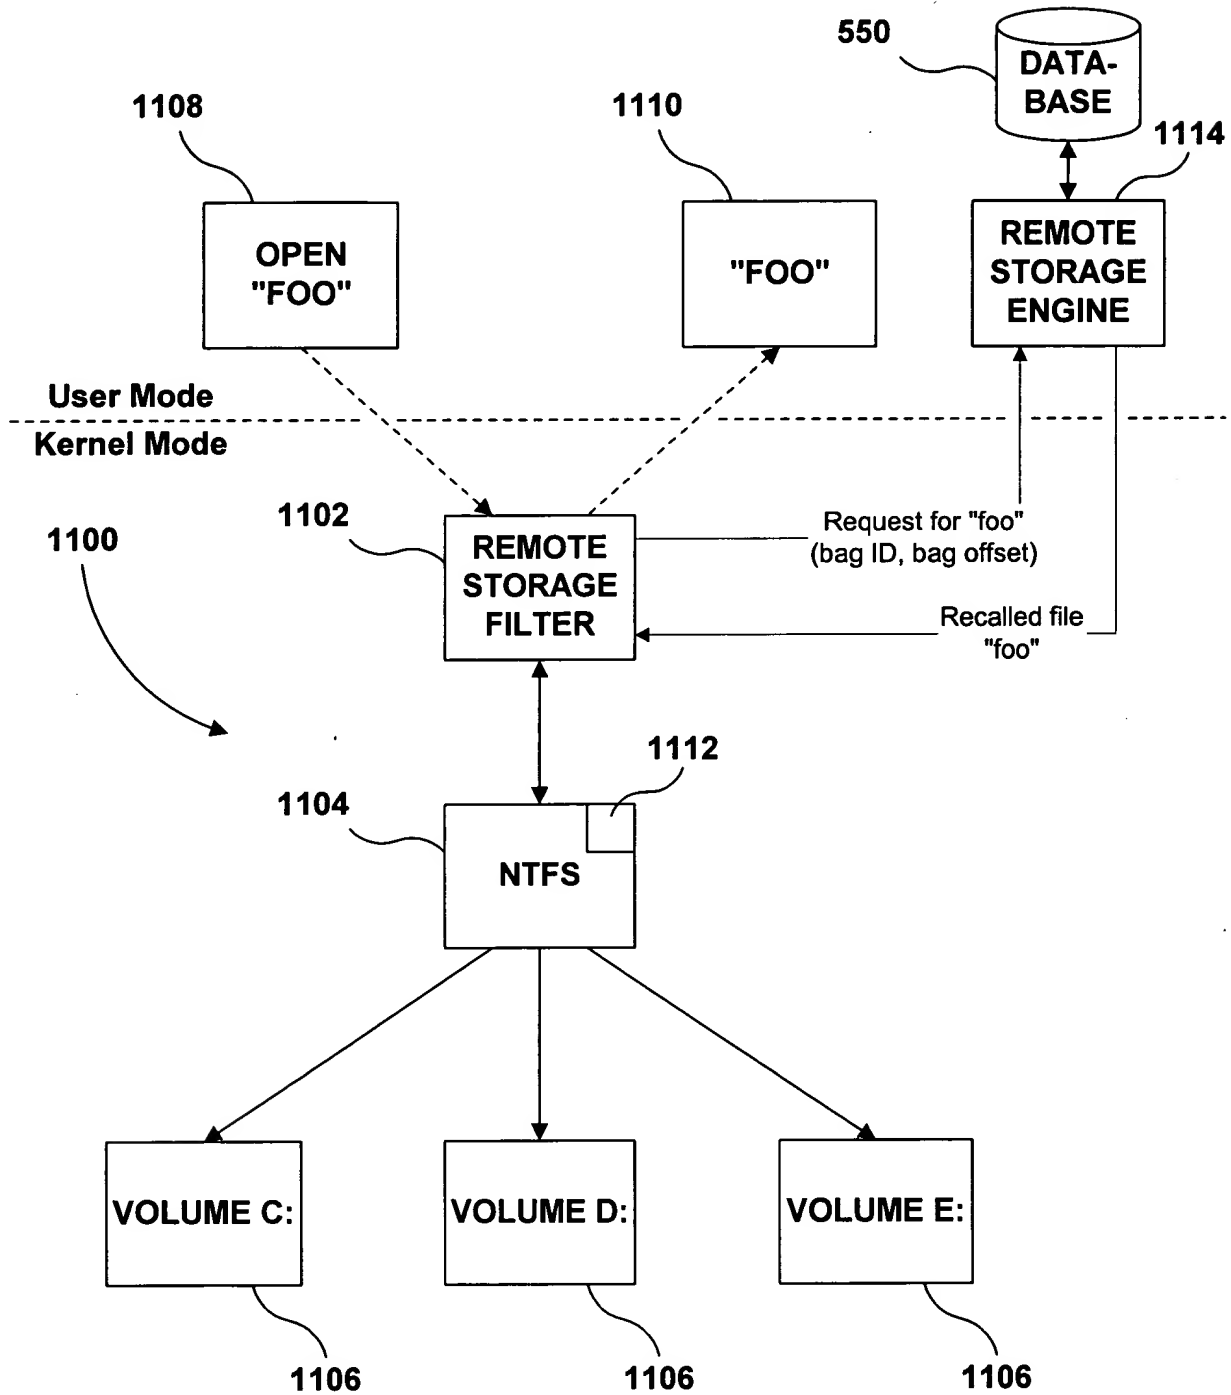 550
DATA-
BASE
1108
1110
1114
OPEN
"FOO"
"FOO"
REMOTE
STORAGE
ENGINE
User Mode
Kernel Mode
1102
1100
REMOTE
STORAGE
FILTER
Request for "foo"
(bag ID, bag offset)
Recalled file
"foo"
1112
1104
NTFS
VOLUME C:
VOLUME D:
VOLUME E:
1106
1106
1106